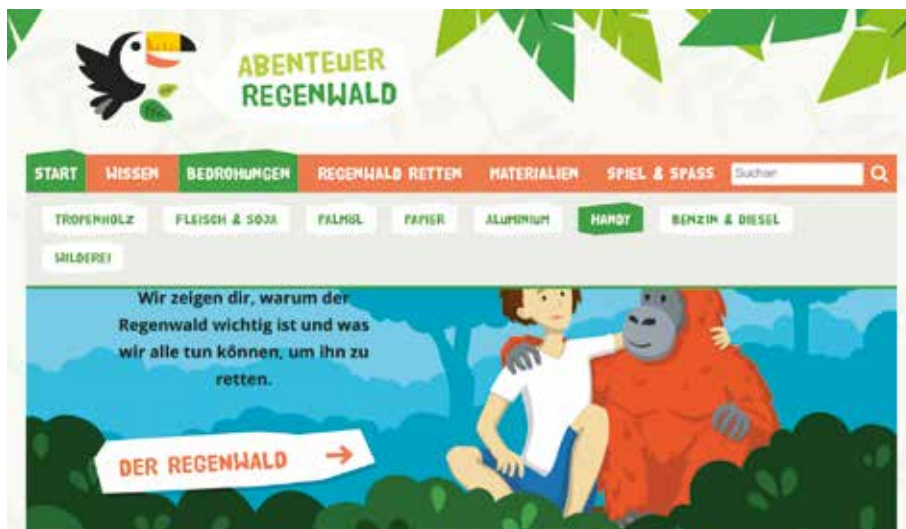 ABENTEUER
REGENWALD
START WISSEN BEDROHUNGEN REGENWALD RETTEN MATERIALIEN SPIEL & SPASS Suchen
TROPENHOLZ FLEISCH & SOJA PALMÖL PAPIER ALUMINIUM HANDY BENZIN & DIESEL
WILDEREI
Wir zeigen dir, warum der
Regenwald wichtig ist und was
wir alle tun können, um ihn zu
retten.
DER REGENWALD →